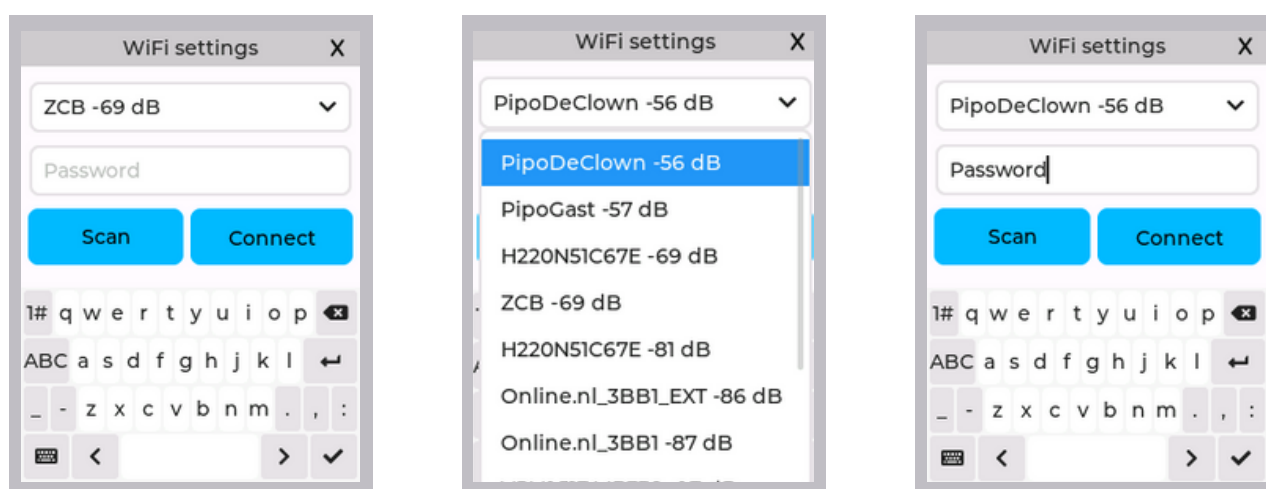 WiFi settings X
ZCB -69 dB
Password
Scan Connect
1# q w e r t y u i o p
ABC a s d f g h j k l
_ - z x c v b n m . , :
WiFi settings X
PipoDeClown -56 dB
PipoDeClown -56 dB
PipoGast -57 dB
H220N51C67E -69 dB
ZCB -69 dB
H220N51C67E -81 dB
Online.nl_3BB1_EXT -86 dB
Online.nl_3BB1 -87 dB
WiFi settings X
PipoDeClown -56 dB
Password
Scan Connect
1# q w e r t y u i o p
ABC a s d f g h j k l
_ - z x c v b n m . , :